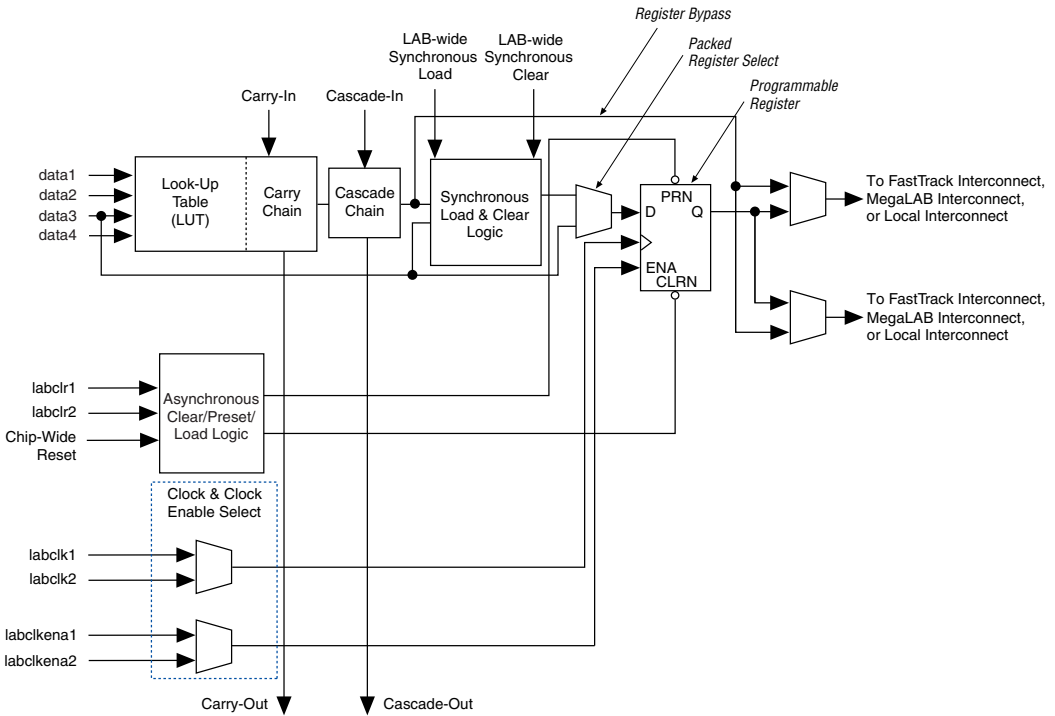 Register Bypass
Packed
Register Select
Programmable
Register
LAB-wide
Synchronous
Load
LAB-wide
Synchronous
Clear
Carry-In
Cascade-In
data1
data2
data3
data4
Look-Up
Table
(LUT)
Carry
Chain
Cascade
Chain
Synchronous
Load & Clear
Logic
PRN
D
Q
ENA
CLRN
To FastTrack Interconnect,
MegaLAB Interconnect,
or Local Interconnect
To FastTrack Interconnect,
MegaLAB Interconnect,
or Local Interconnect
labclr1
labclr2
Chip-Wide
Reset
Asynchronous
Clear/Preset/
Load Logic
Clock & Clock
Enable Select
labclk1
labclk2
labclkena1
labclkena2
Carry-Out
Cascade-Out